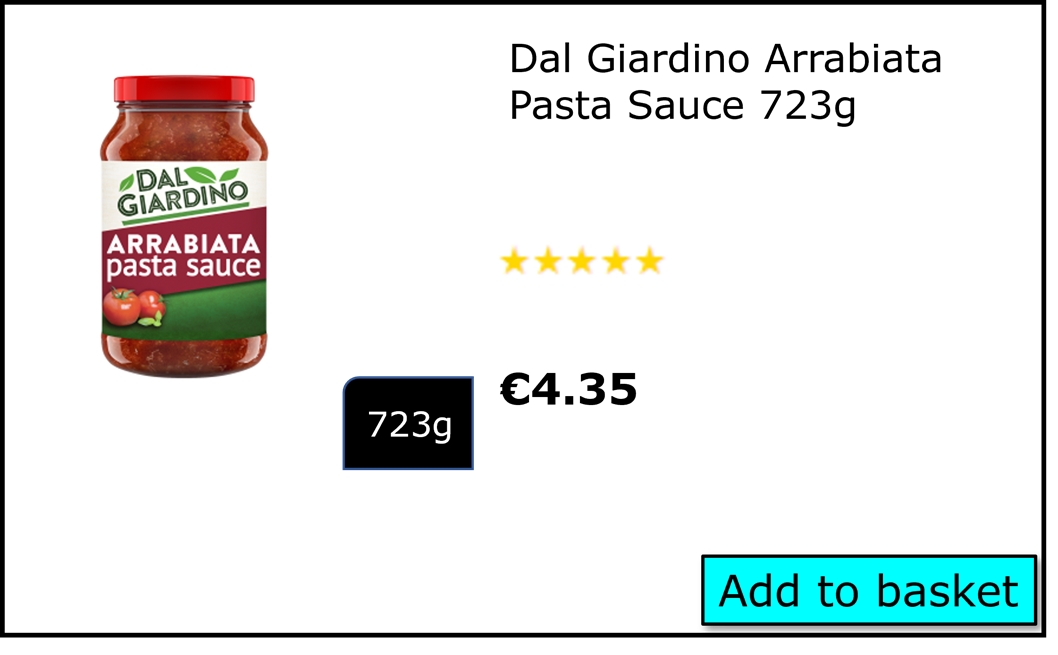 Dal Giardino Arrabiata
Pasta Sauce 723g
DAL
GIARDINO
ARRABIATA
pasta sauce
€4.35
723g
Add to basket